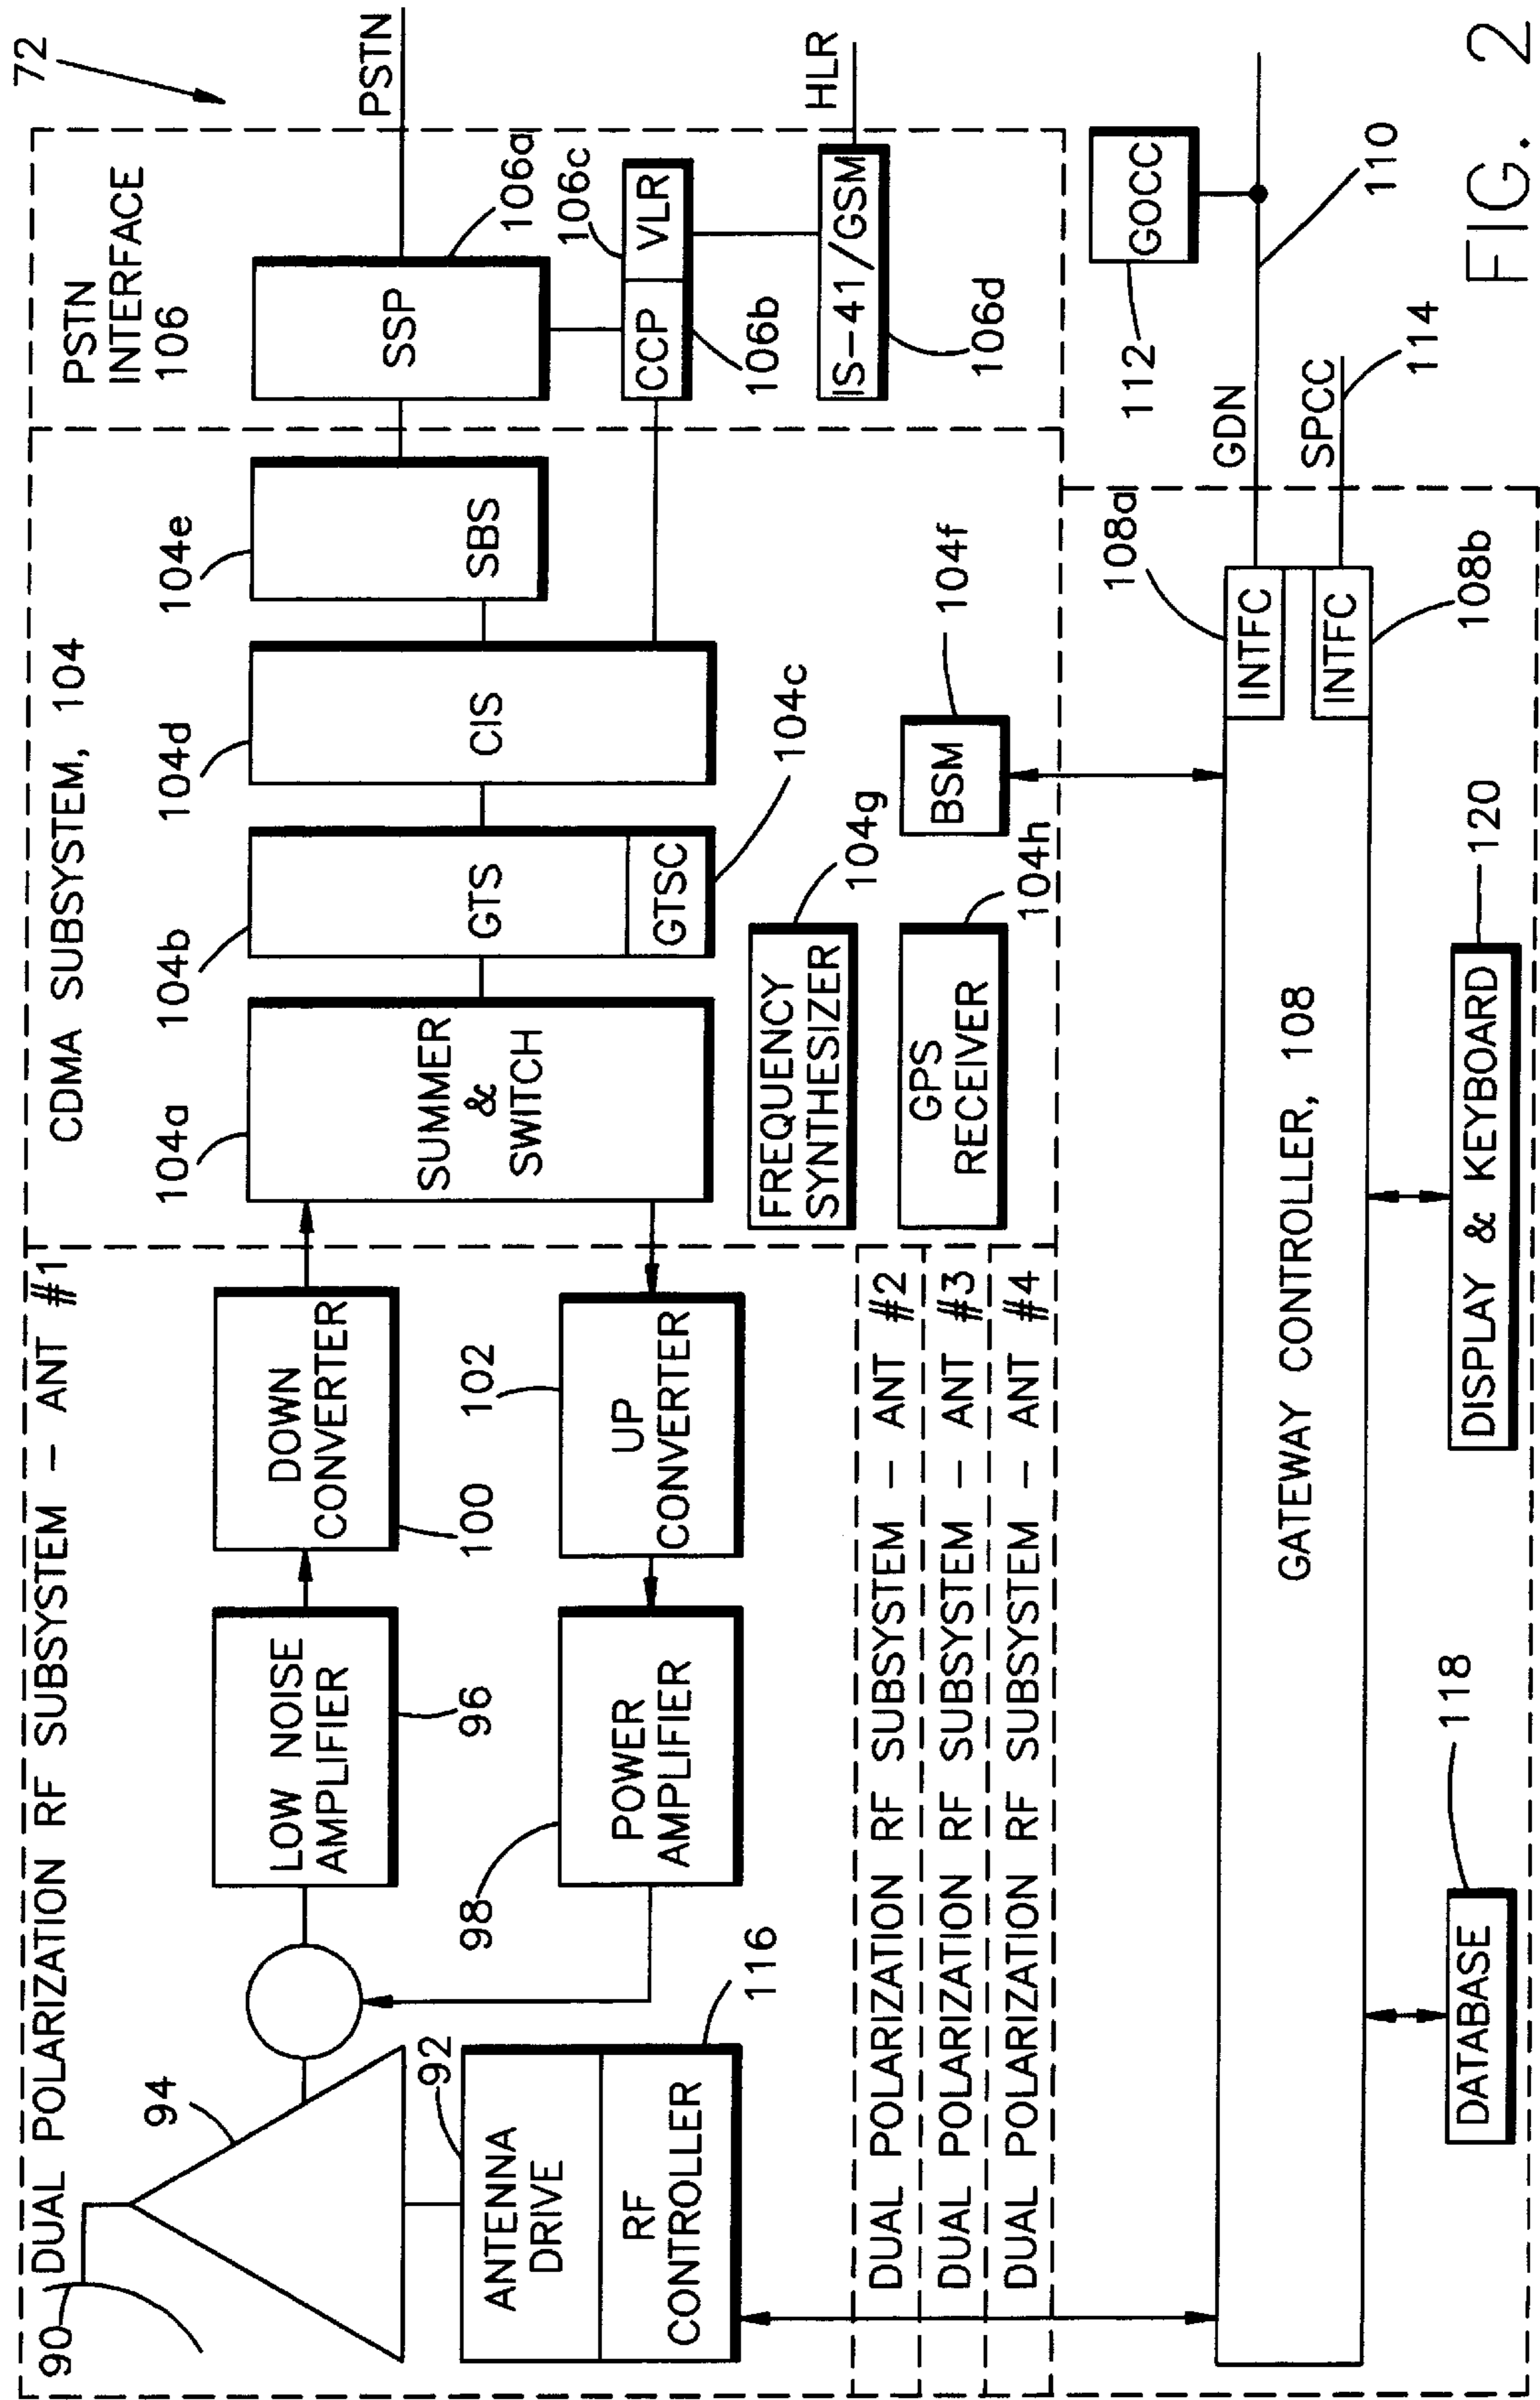 72
DUAL POLARIZATION RF SUBSYSTEM - ANT #1
CDMA SUBSYSTEM, 104
PSTN
INTERFACE
106
PSTN
90
94
LOW NOISE
AMPLIFIER
96
DOWN
CONVERTER
100
104a
SUMMER
&
SWITCH
104b
GTS
GTSC
104c
104d
CIS
104e
SBS
SSP
106a
CCP
VLR
106c
106b
HLR
IS-41/GSM
106d
98
POWER
AMPLIFIER
102
UP
CONVERTER
92
ANTENNA
DRIVE
RF
CONTROLLER
116
FREQUENCY
SYNTHESIZER
104g
GPS
RECEIVER
104h
BSM
104f
DUAL POLARIZATION RF SUBSYSTEM - ANT #2
DUAL POLARIZATION RF SUBSYSTEM - ANT #3
DUAL POLARIZATION RF SUBSYSTEM - ANT #4
GATEWAY CONTROLLER, 108
108a
INTFC
INTFC
108b
GDN
SPCC
112
GOCC
110
114
DATABASE
118
DISPLAY & KEYBOARD
120
FIG. 2